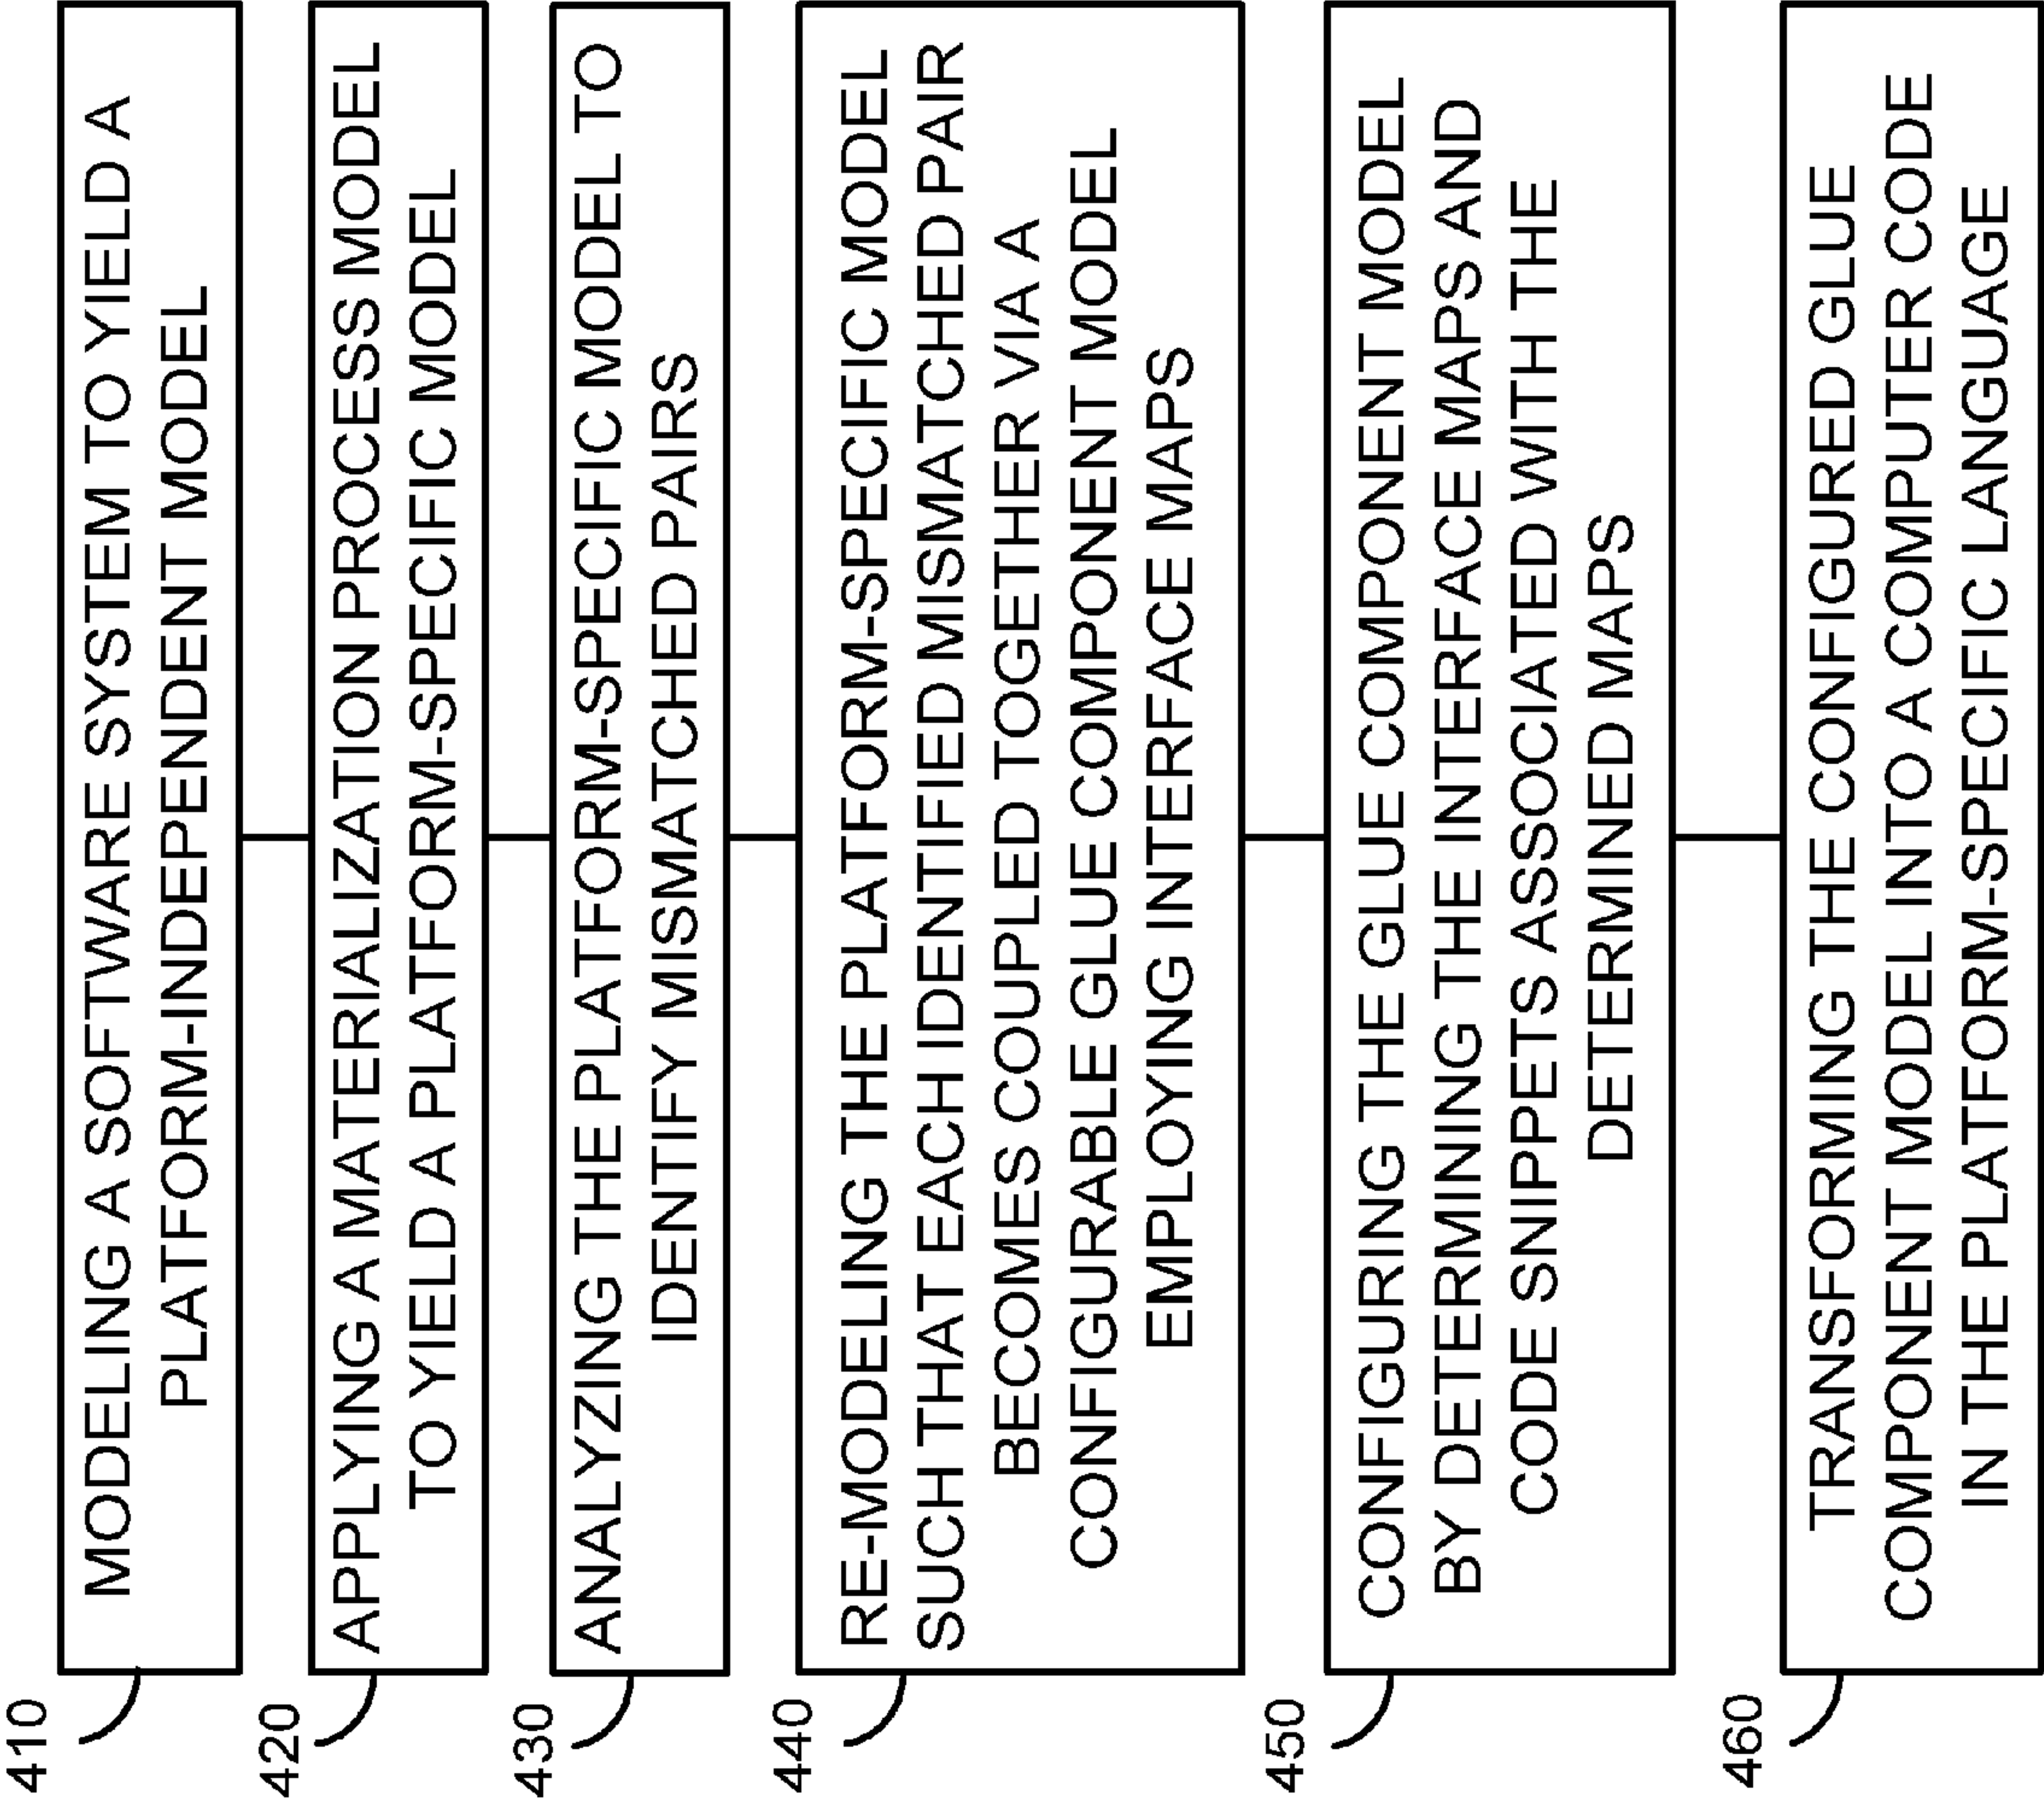 410
MODELING A SOFTWARE SYSTEM TO YIELD A
PLATFORM-INDEPENDENT MODEL
420
APPLYING A MATERIALIZATION PROCESS MODEL
TO YIELD A PLATFORM-SPECIFIC MODEL
430
ANALYZING THE PLATFORM-SPECIFIC MODEL TO
IDENTIFY MISMATCHED PAIRS
440
RE-MODELING THE PLATFORM-SPECIFIC MODEL
SUCH THAT EACH IDENTIFIED MISMATCHED PAIR
BECOMES COUPLED TOGETHER VIA A
CONFIGURABLE GLUE COMPONENT MODEL
EMPLOYING INTERFACE MAPS
450
CONFIGURING THE GLUE COMPONENT MODEL
BY DETERMINING THE INTERFACE MAPS AND
CODE SNIPPETS ASSOCIATED WITH THE
DETERMINED MAPS
460
TRANSFORMING THE CONFIGURED GLUE
COMPONENT MODEL INTO A COMPUTER CODE
IN THE PLATFORM-SPECIFIC LANGUAGE